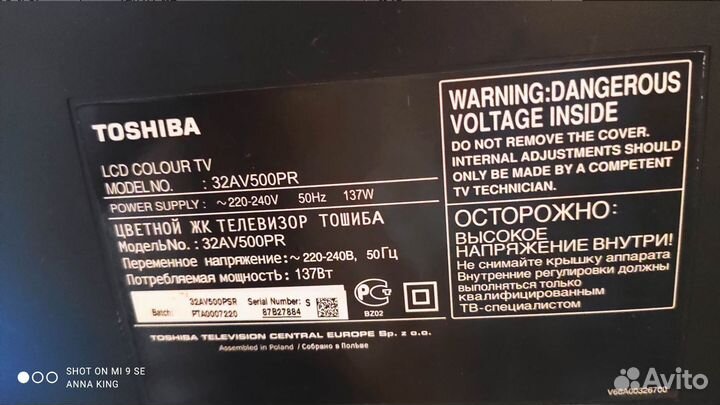 TOSHIBA
LCD COLOUR TV
MODEL NO. : 32AV500PR
POWER SUPPLY : ~220-240V 50Hz 137W
ЦВЕТНОЙ ЖК ТЕЛЕВИЗОР ТОШИБА
МодельNo.: 32AV500PR
Переменное напряжение: ~ 220-240В, 50Гц
Потребляемая мощность: 137Вт
32AV500PSR Serial Number: S
Batch: PTA0007220 87B27884
BZ02
TOSHIBA TELEVISION CENTRAL EUROPE Sp. z o.o.
Assembled in Poland / Собрано в Польше
WARNING:DANGEROUS
VOLTAGE INSIDE
DO NOT REMOVE THE COVER.
INTERNAL ADJUSTMENTS SHOULD
ONLY BE MADE BY A COMPETENT
TV TECHNICIAN.
ОСТОРОЖНО:
ВЫСОКОЕ
НАПРЯЖЕНИЕ ВНУТРИ!
Не снимайте крышку аппарата
Внутренние регулировки должны
выполняться только
квалифицированным
ТВ-специалистом
V68A00326700
SHOT ON MI 9 SE
ANNA KING
Avito